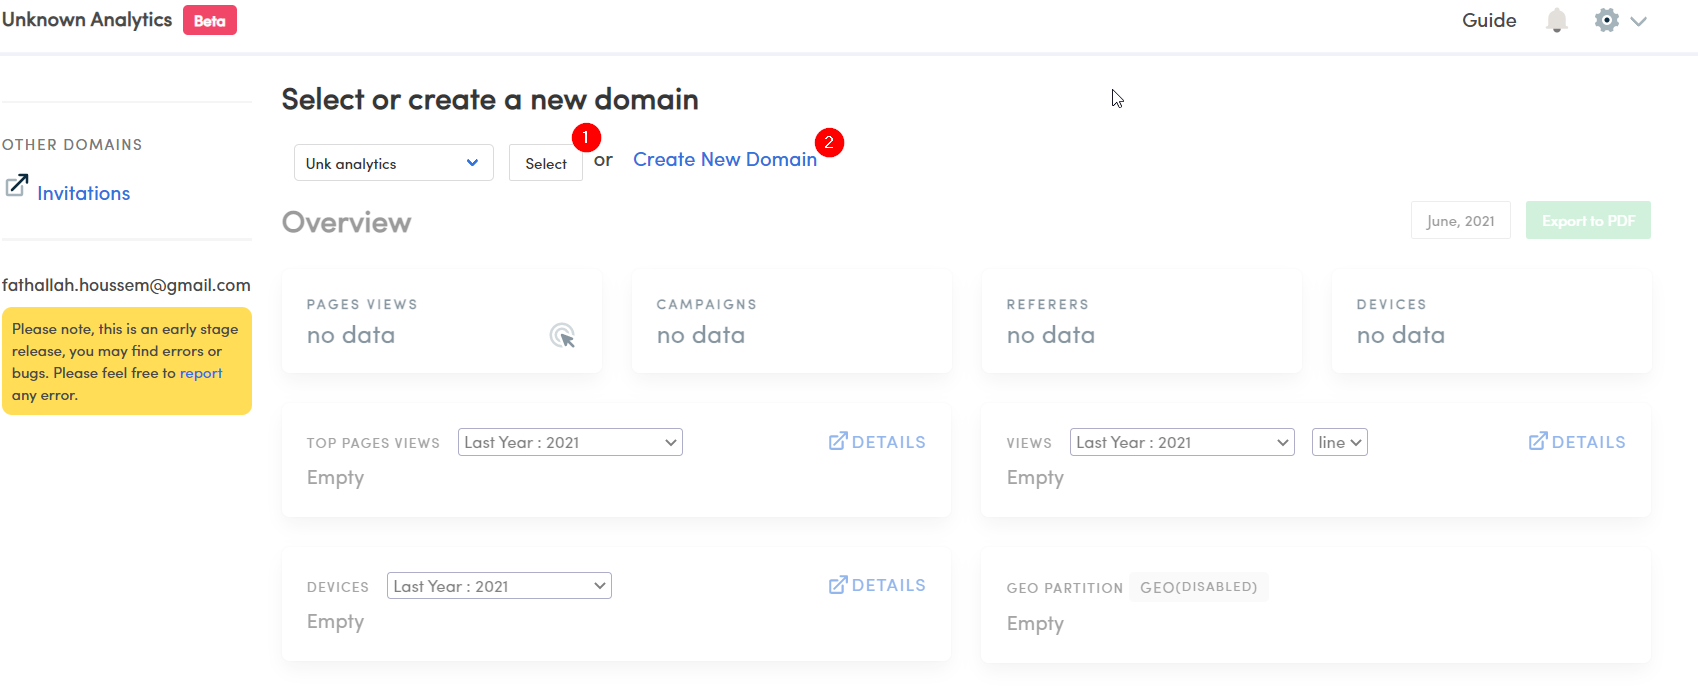 Unknown Analytics Beta
Guide
Select or create a new domain
OTHER DOMAINS
1
2
Unk analytics Select or Create New Domain
Invitations
Overview
June, 2021 Export to PDF
fathallah.houssem@gmail.com
Please note, this is an early stage
release, you may find errors or
bugs. Please feel free to report
any error.
PAGES VIEWS
no data
CAMPAIGNS
no data
REFERERS
no data
DEVICES
no data
TOP PAGES VIEWS Last Year : 2021 DETAILS
Empty
VIEWS Last Year : 2021 line DETAILS
Empty
DEVICES Last Year : 2021 DETAILS
Empty
GEO PARTITION GEO(DISABLED)
Empty